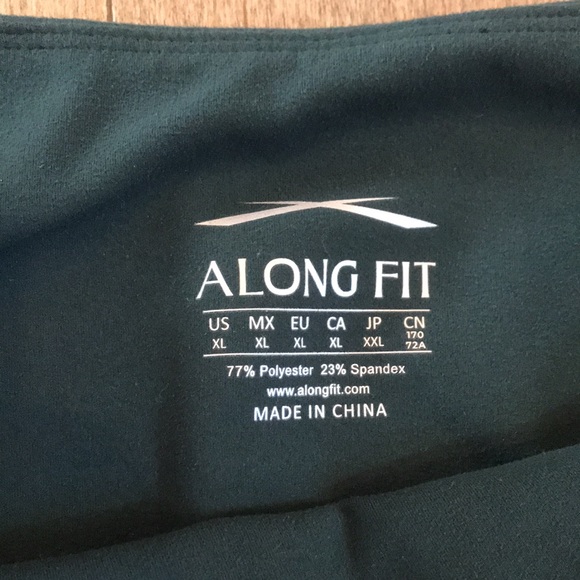 ALONG FIT
US MX EU CA JP CN
XL XL XL XL XXL 170 72A
77% Polyester 23% Spandex
www.alongfit.com
MADE IN CHINA